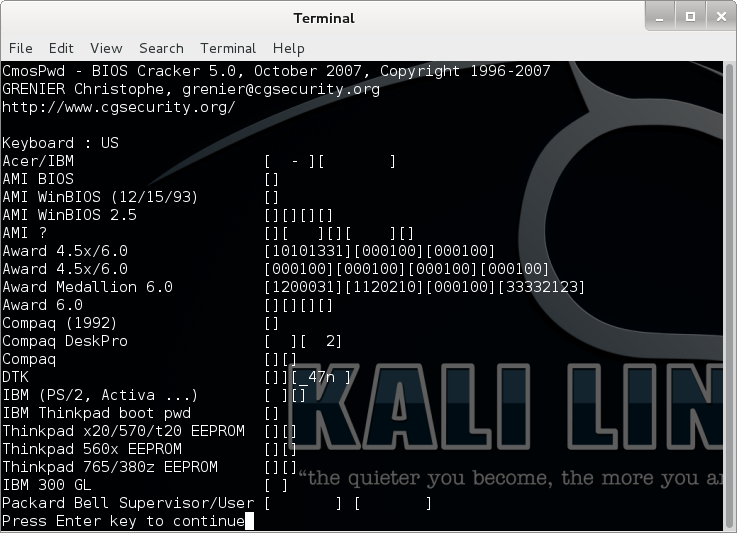 Terminal
File Edit View Search Terminal Help
CmosPwd - BIOS Cracker 5.0, October 2007, Copyright 1996-2007
GRENIER Christophe, grenier@cgsecurity.org
http://www.cgsecurity.org/
Keyboard : US
Acer/IBM                     [  - ][       ]
AMI BIOS                     []
AMI WinBIOS (12/15/93)       []
AMI WinBIOS 2.5              [][][][]
AMI ?                        [][   ][][    ][]
Award 4.5x/6.0               [10101331][000100][000100]
Award 4.5x/6.0               [000100][000100][000100][000100]
Award Medallion 6.0          [1200031][1120210][000100][33332123]
Award 6.0                    [][][][]
Compaq (1992)                []
Compaq DeskPro               [  ][  2]
Compaq                       [][]
DTK                          []][_47n ]
IBM (PS/2, Activa ...)       [ ][]
IBM Thinkpad boot pwd        []
Thinkpad x20/570/t20 EEPROM  [][]
Thinkpad 560x EEPROM         [][]
Thinkpad 765/380z EEPROM     [][]
IBM 300 GL                   [ ]
Packard Bell Supervisor/User [       ] [       ]
Press Enter key to continue
KALI LIN
“the quieter you become, the more you ar